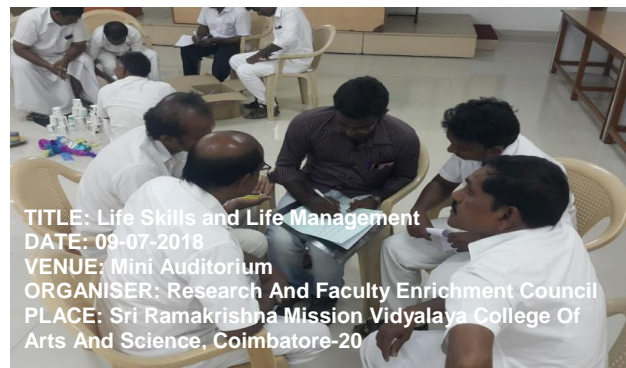 TITLE: Life Skills and Life Management
DATE: 09-07-2018
VENUE: Mini Auditorium
ORGANISER: Research And Faculty Enrichment Council
PLACE: Sri Ramakrishna Mission Vidyalaya College Of
Arts And Science, Coimbatore-20